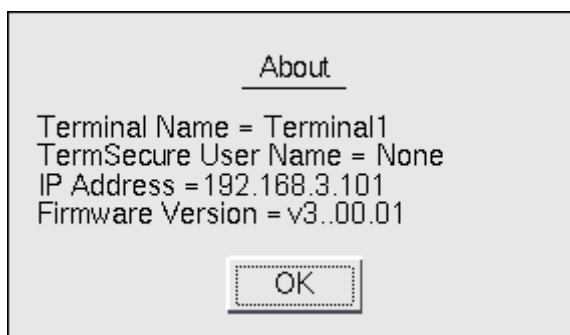 About
Terminal Name = Terminal1
TermSecure User Name = None
IP Address =192.168.3.101
Firmware Version = v3..00.01
OK